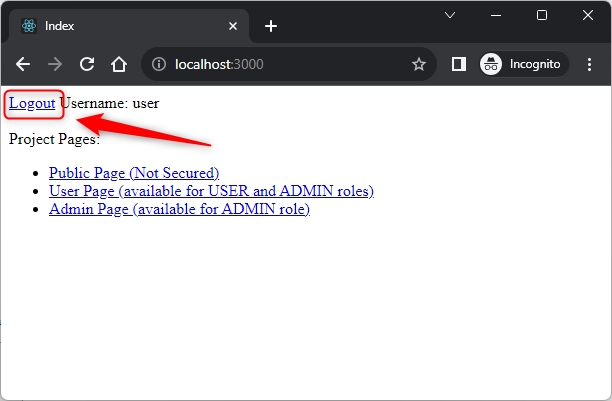 Index
localhost:3000
Incognito
Logout Username: user
Project Pages:
Public Page (Not Secured)
User Page (available for USER and ADMIN roles)
Admin Page (available for ADMIN role)